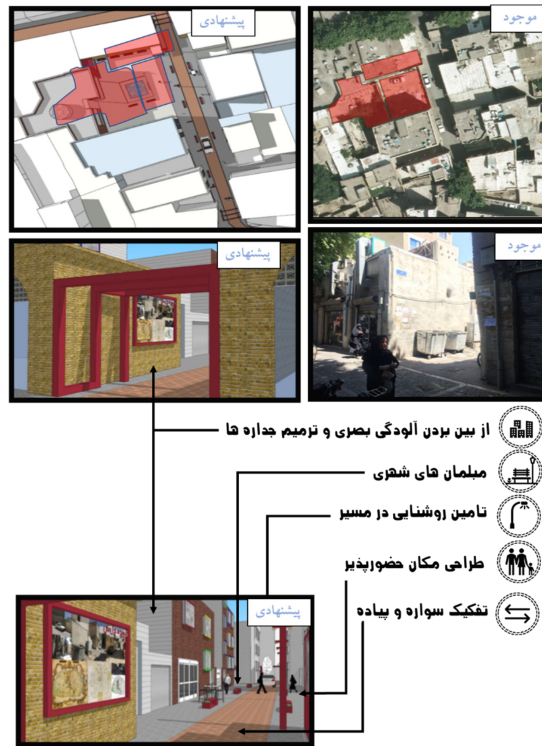 موجود
پیشنهادی
موجود
پیشنهادی
از بین بردن آلودگی بصری و ترمیم جداره ها
مبلمان های شهری
تامین روشنایی در مسیر
طراحی مکان حضورپذیر
تفکیک سواره و پیاده
پیشنهادی